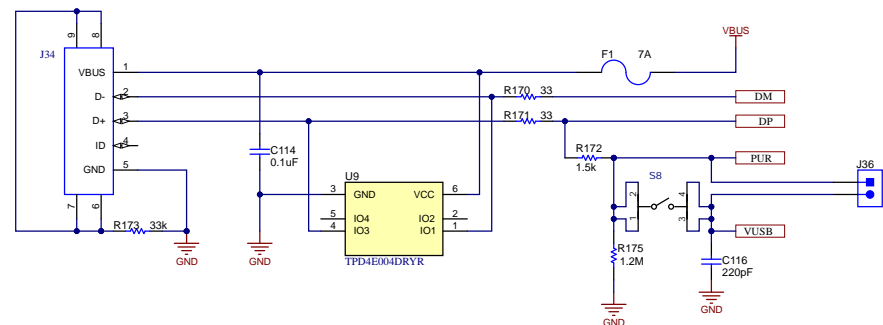 VBUS
9
8
J34
F1 7A
VBUS 1
D- 2
R170 33
DM
D+ 3
R171 33
DP
ID 4
C114
0.1uF
R172
1.5k
PUR
GND 5
J36
U9
S8
3 GND VCC 6
2
4
5 IO4 IO2 2
4 IO3 IO1 1
1
3
7
6
R173 33k
VUSB
GND
GND
TPD4E004DRYR
R175
1.2M
C116
220pF
GND
GND